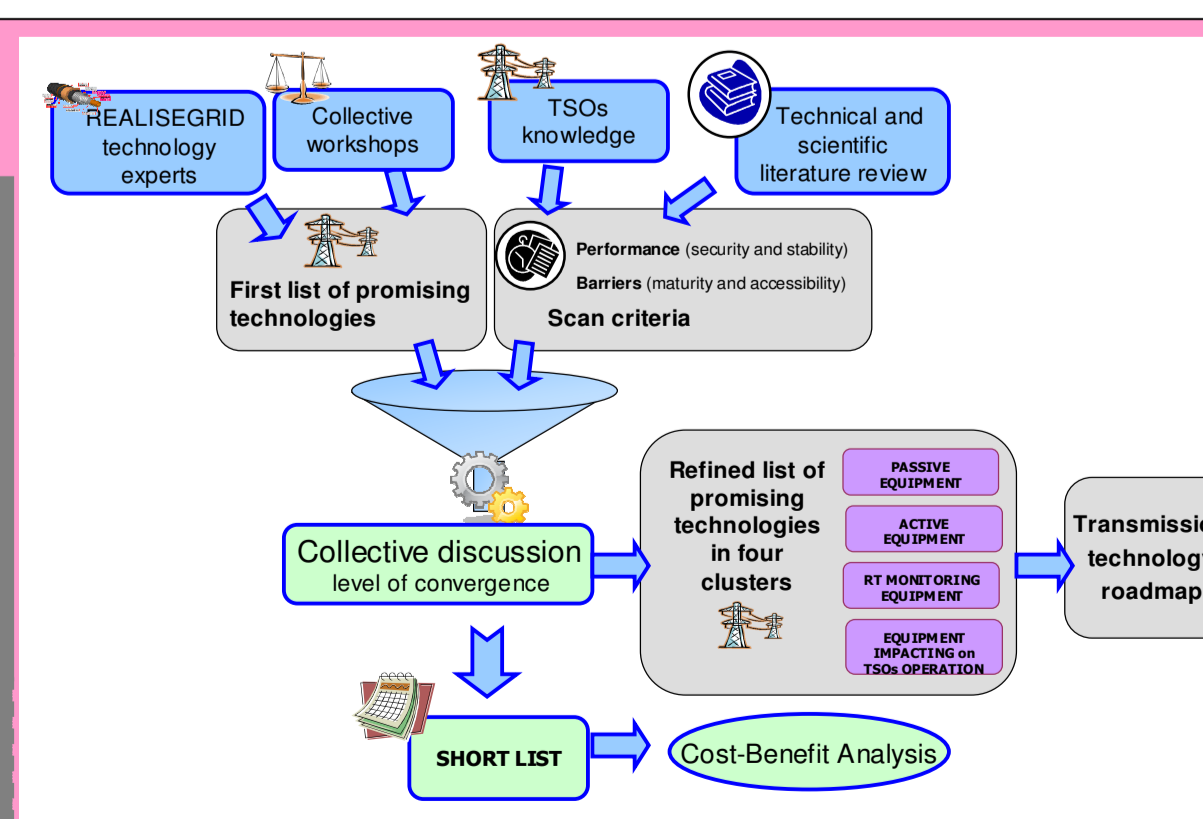 REALISEGRID
technology
experts
Collective
workshops
TSOs
knowledge
Technical and
scientific
literature review
First list of promising
technologies
Performance (security and stability)
Barriers (maturity and accessibility)
Scan criteria
Collective discussion
level of convergence
Refined list of
promising
technologies
in four
clusters
PASSIVE
EQUIPMENT
ACTIVE
EQUIPMENT
RT MONITORING
EQUIPMENT
EQUIPMENT
IMPACTING on
TSOs OPERATION
technology
roadmap
SHORT LIST
Cost-Benefit Analysis